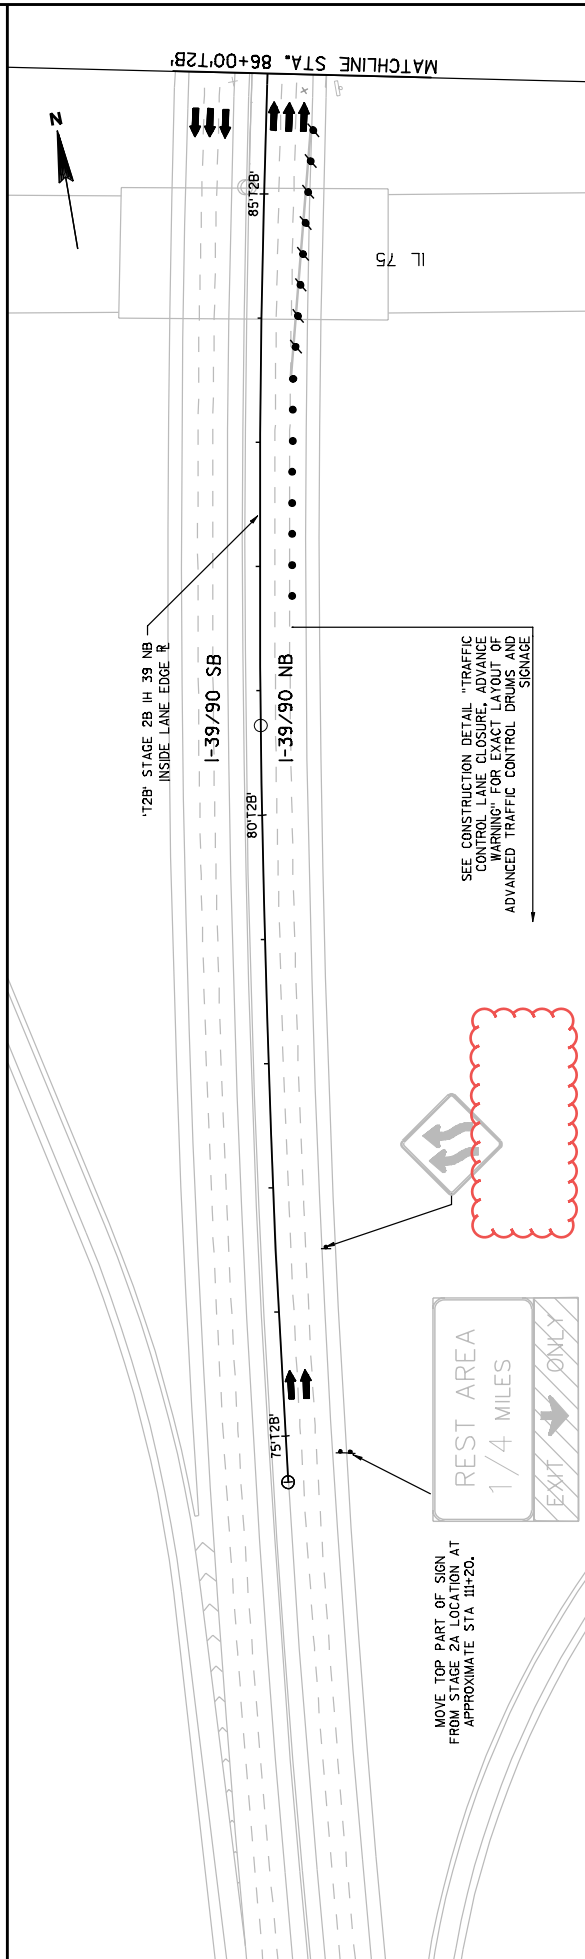 MATCHLINE STA. 86+00'T2B'
N
85'T2B'
IL 75
'T2B' STAGE 2B IH 39 NB
INSIDE LANE EDGE R
I-39/90 SB
I-39/90 NB
80'T2B'
SEE CONSTRUCTION DETAIL "TRAFFIC
CONTROL LANE CLOSURE, ADVANCE
WARNING" FOR EXACT LAYOUT OF
ADVANCED TRAFFIC CONTROL DRUMS AND
SIGNAGE
75'T2B'
REST AREA
1/4 MILES
EXIT ONLY
MOVE TOP PART OF SIGN
FROM STAGE 2A LOCATION AT
APPROXIMATE STA 111+20.